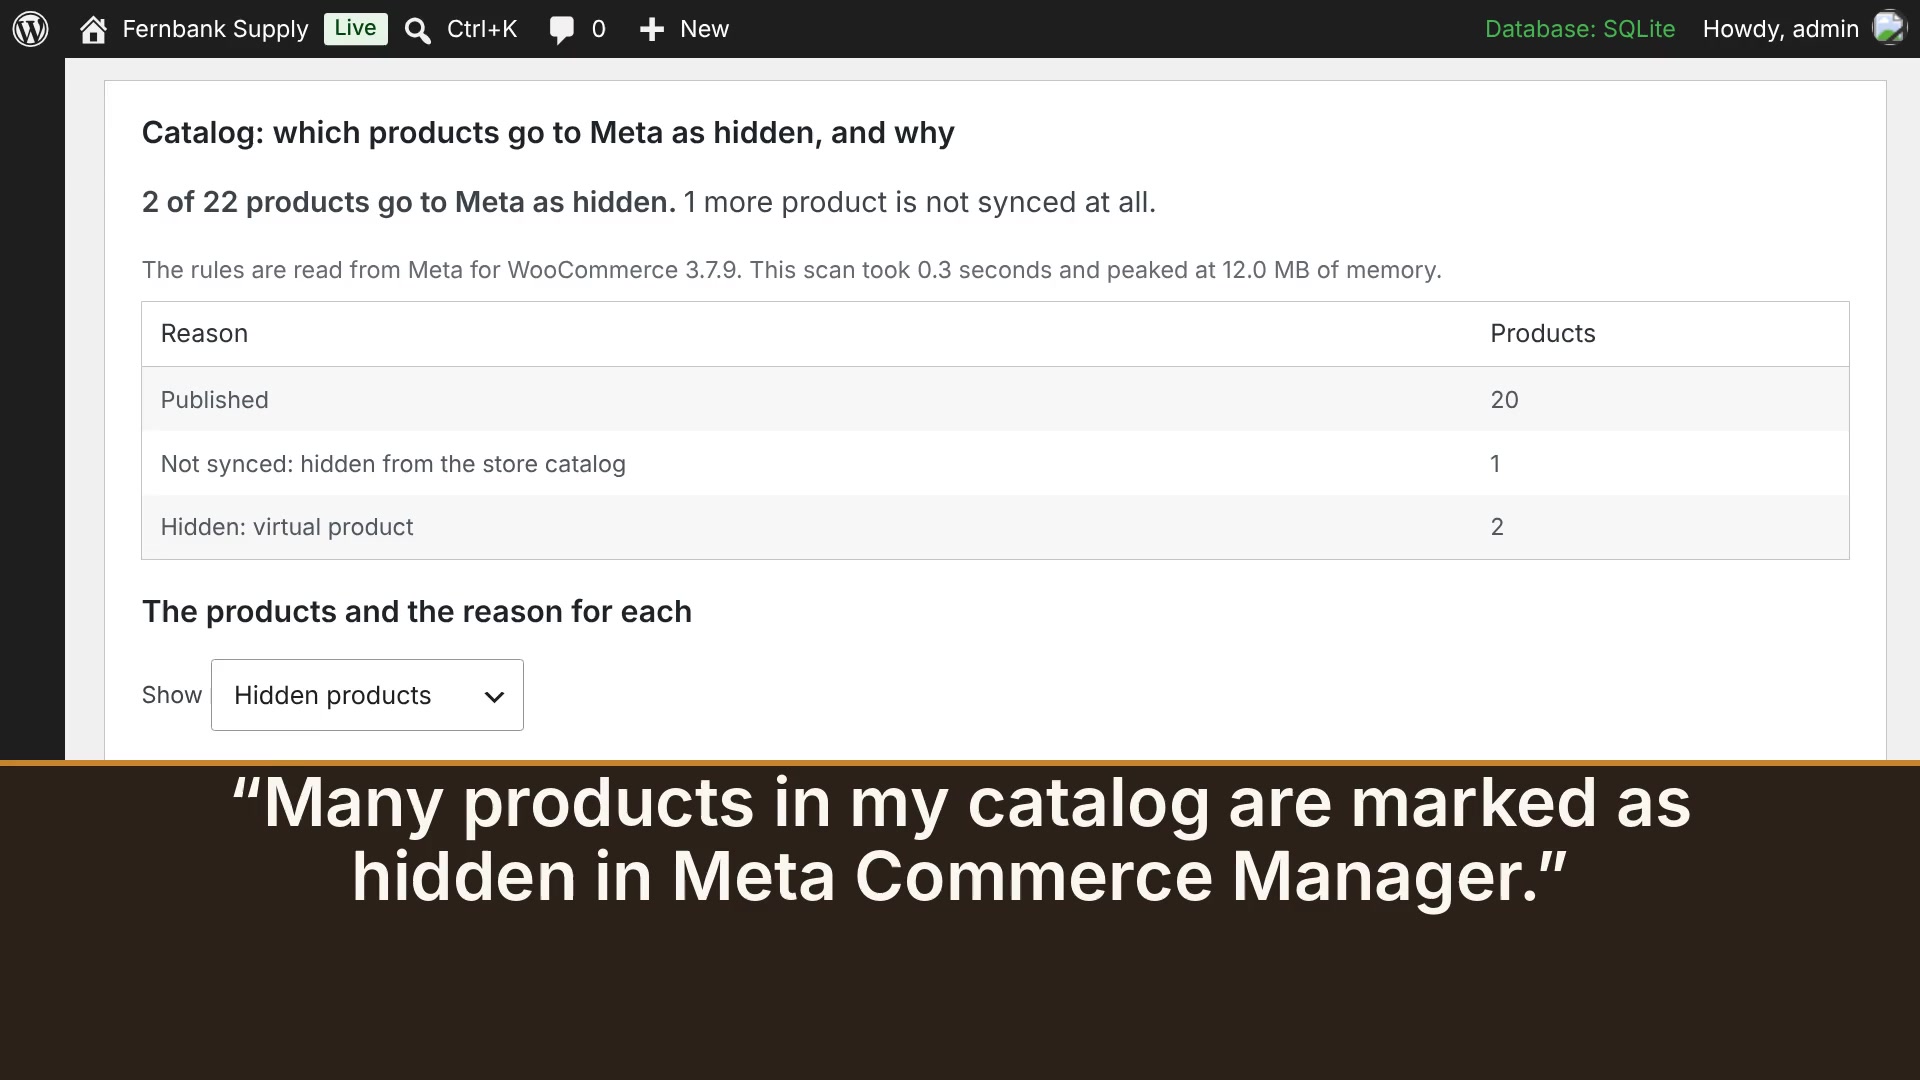 Fernbank Supply Live Ctrl+K 0 New Database: SQLite Howdy, admin
Catalog: which products go to Meta as hidden, and why
2 of 22 products go to Meta as hidden. 1 more product is not synced at all.
The rules are read from Meta for WooCommerce 3.7.9. This scan took 0.3 seconds and peaked at 12.0 MB of memory.
Reason Products
Published 20
Not synced: hidden from the store catalog 1
Hidden: virtual product 2
The products and the reason for each
Show Hidden products
“Many products in my catalog are marked as
hidden in Meta Commerce Manager.”